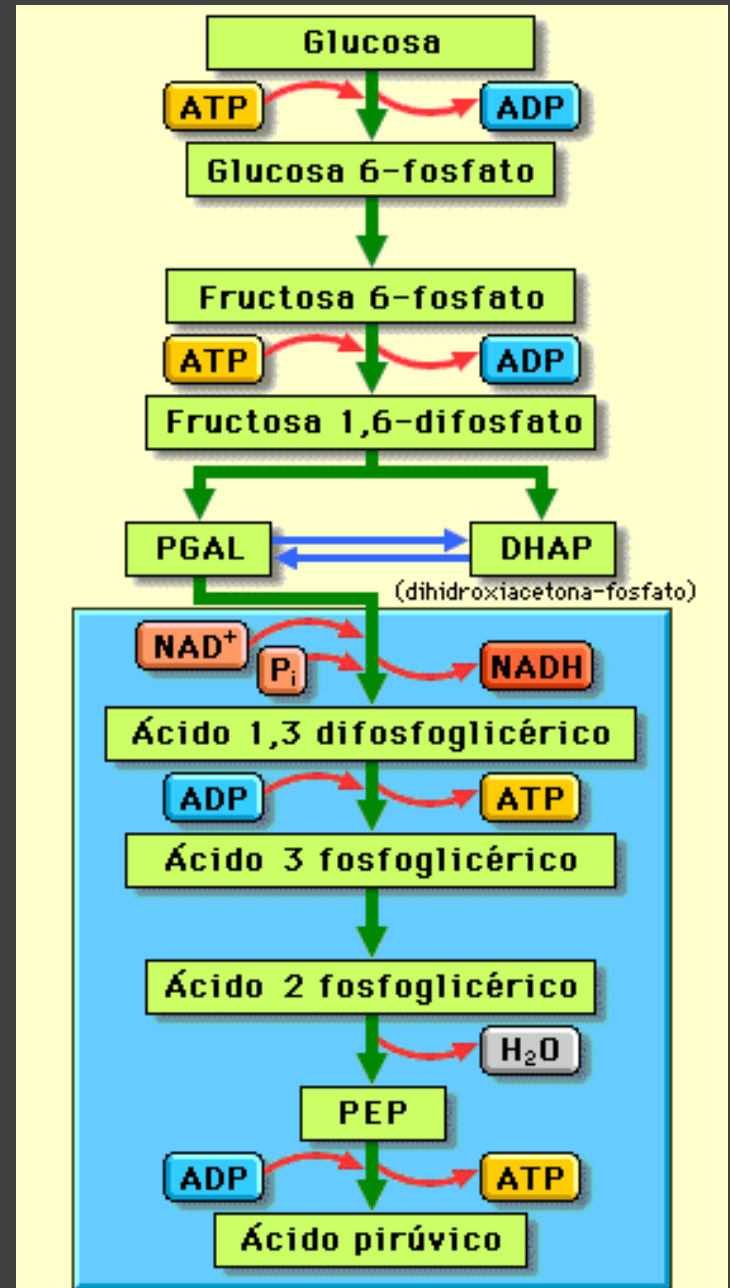 Glucosa
ATP ADP
Glucosa 6-fosfato
Fructosa 6-fosfato
ATP ADP
Fructosa 1,6-difosfato
PGAL DHAP
(dihidroxiacetona-fosfato)
NAD⁺ Pᵢ NADH
Ácido 1,3 difosfoglicérico
ADP ATP
Ácido 3 fosfoglicérico
Ácido 2 fosfoglicérico
H₂O
PEP
ADP ATP
Ácido pirúvico